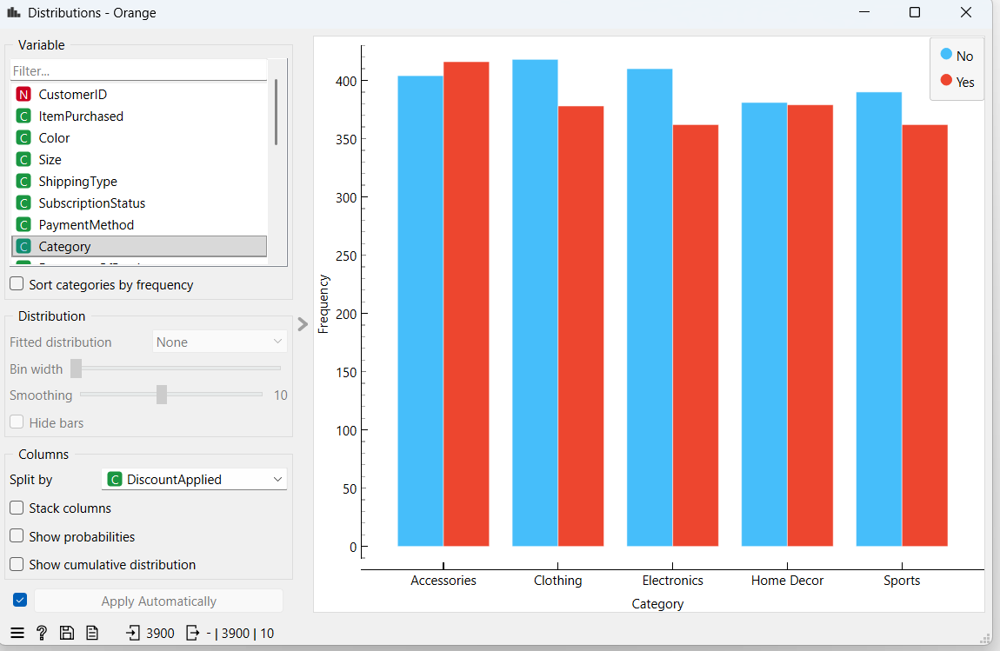 Distributions - Orange
Variable
Filter...
N CustomerID
C ItemPurchased
C Color
C Size
C ShippingType
C SubscriptionStatus
C PaymentMethod
C Category
Sort categories by frequency
Distribution
Fitted distribution None
Bin width
Smoothing 10
Hide bars
Columns
Split by C DiscountApplied
Stack columns
Show probabilities
Show cumulative distribution
Apply Automatically
? 3900 - | 3900 | 10
No
Yes
400
350
300
250
200
150
100
50
0
Frequency
Accessories Clothing Electronics Home Decor Sports
Category